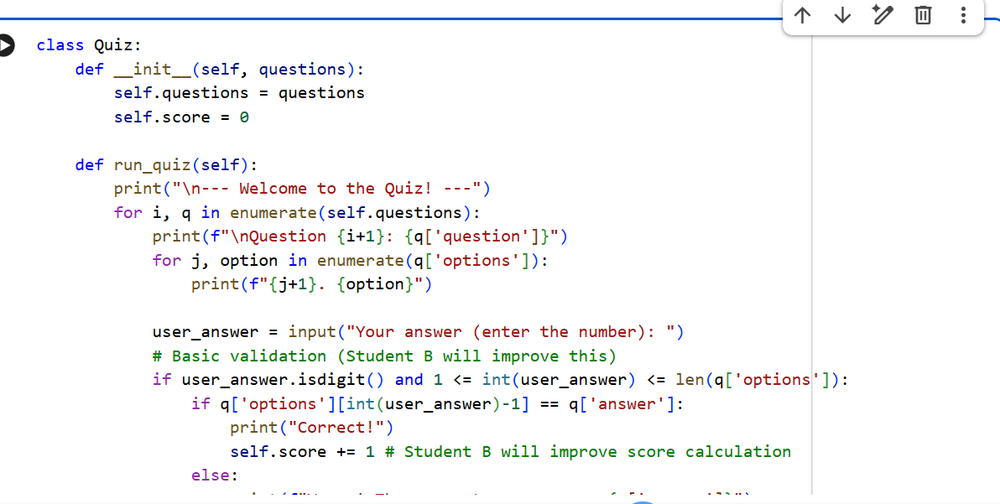 class Quiz:
    def __init__(self, questions):
        self.questions = questions
        self.score = 0

    def run_quiz(self):
        print("\n--- Welcome to the Quiz! ---")
        for i, q in enumerate(self.questions):
            print(f"\nQuestion {i+1}: {q['question']}")
            for j, option in enumerate(q['options']):
                print(f"{j+1}. {option}")

            user_answer = input("Your answer (enter the number): ")
            # Basic validation (Student B will improve this)
            if user_answer.isdigit() and 1 <= int(user_answer) <= len(q['options']):
                if q['options'][int(user_answer)-1] == q['answer']:
                    print("Correct!")
                    self.score += 1 # Student B will improve score calculation
                else: